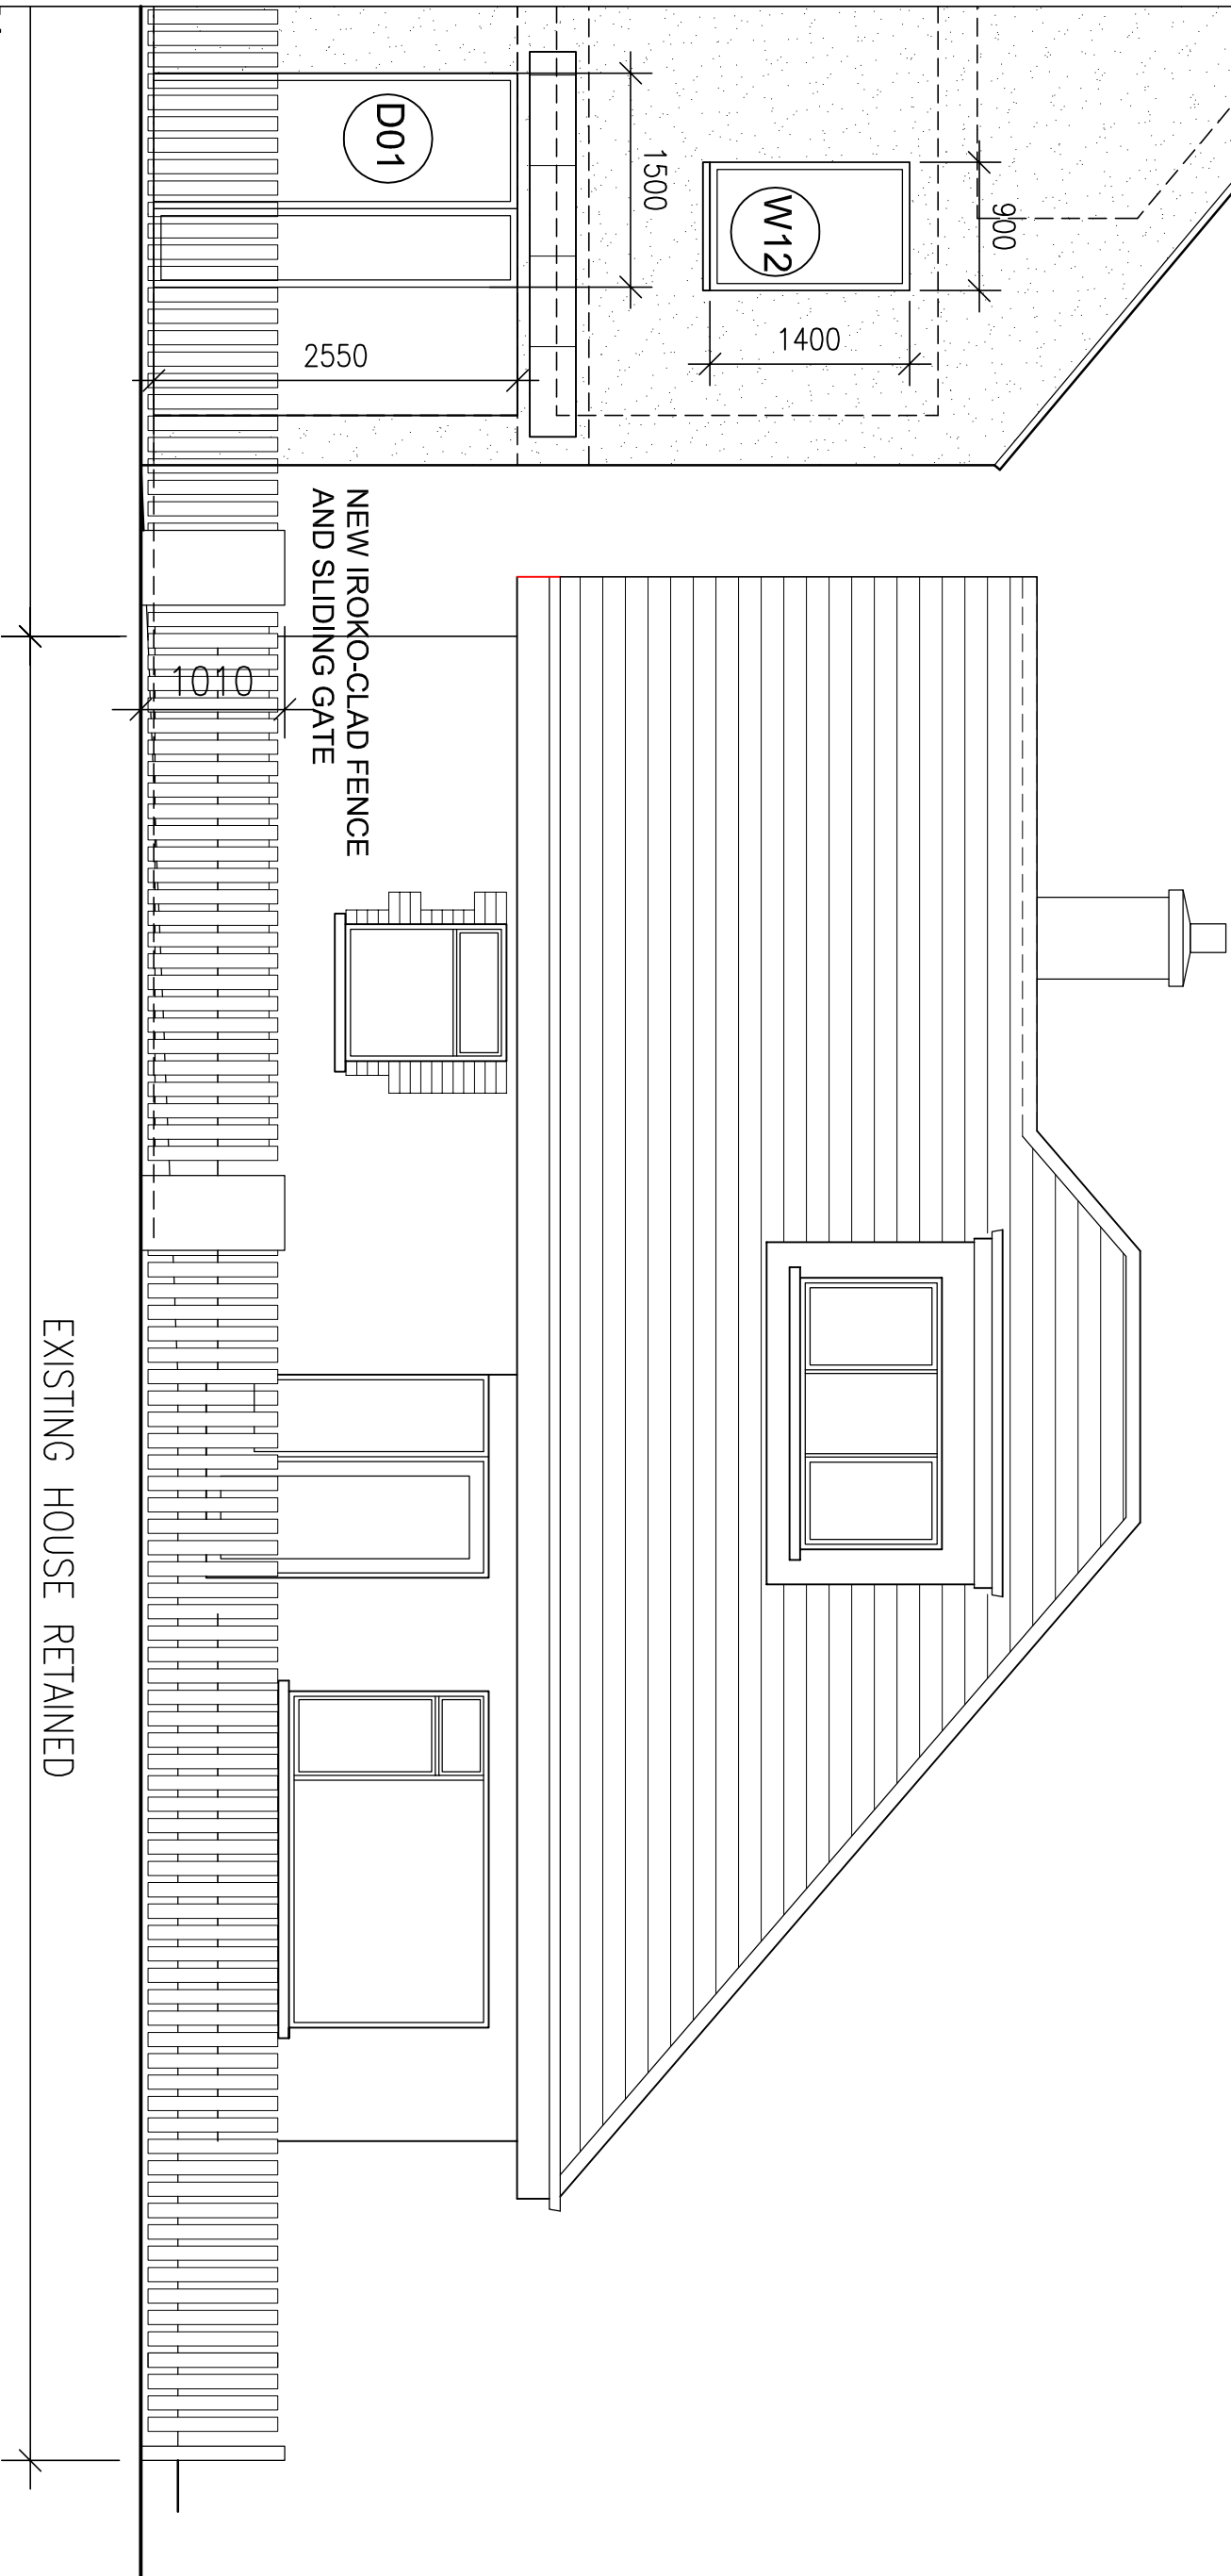 D01
1500
W12
900
1400
2550
NEW IROKO-CLAD FENCE
AND SLIDING GATE
1010
EXISTING HOUSE RETAINED